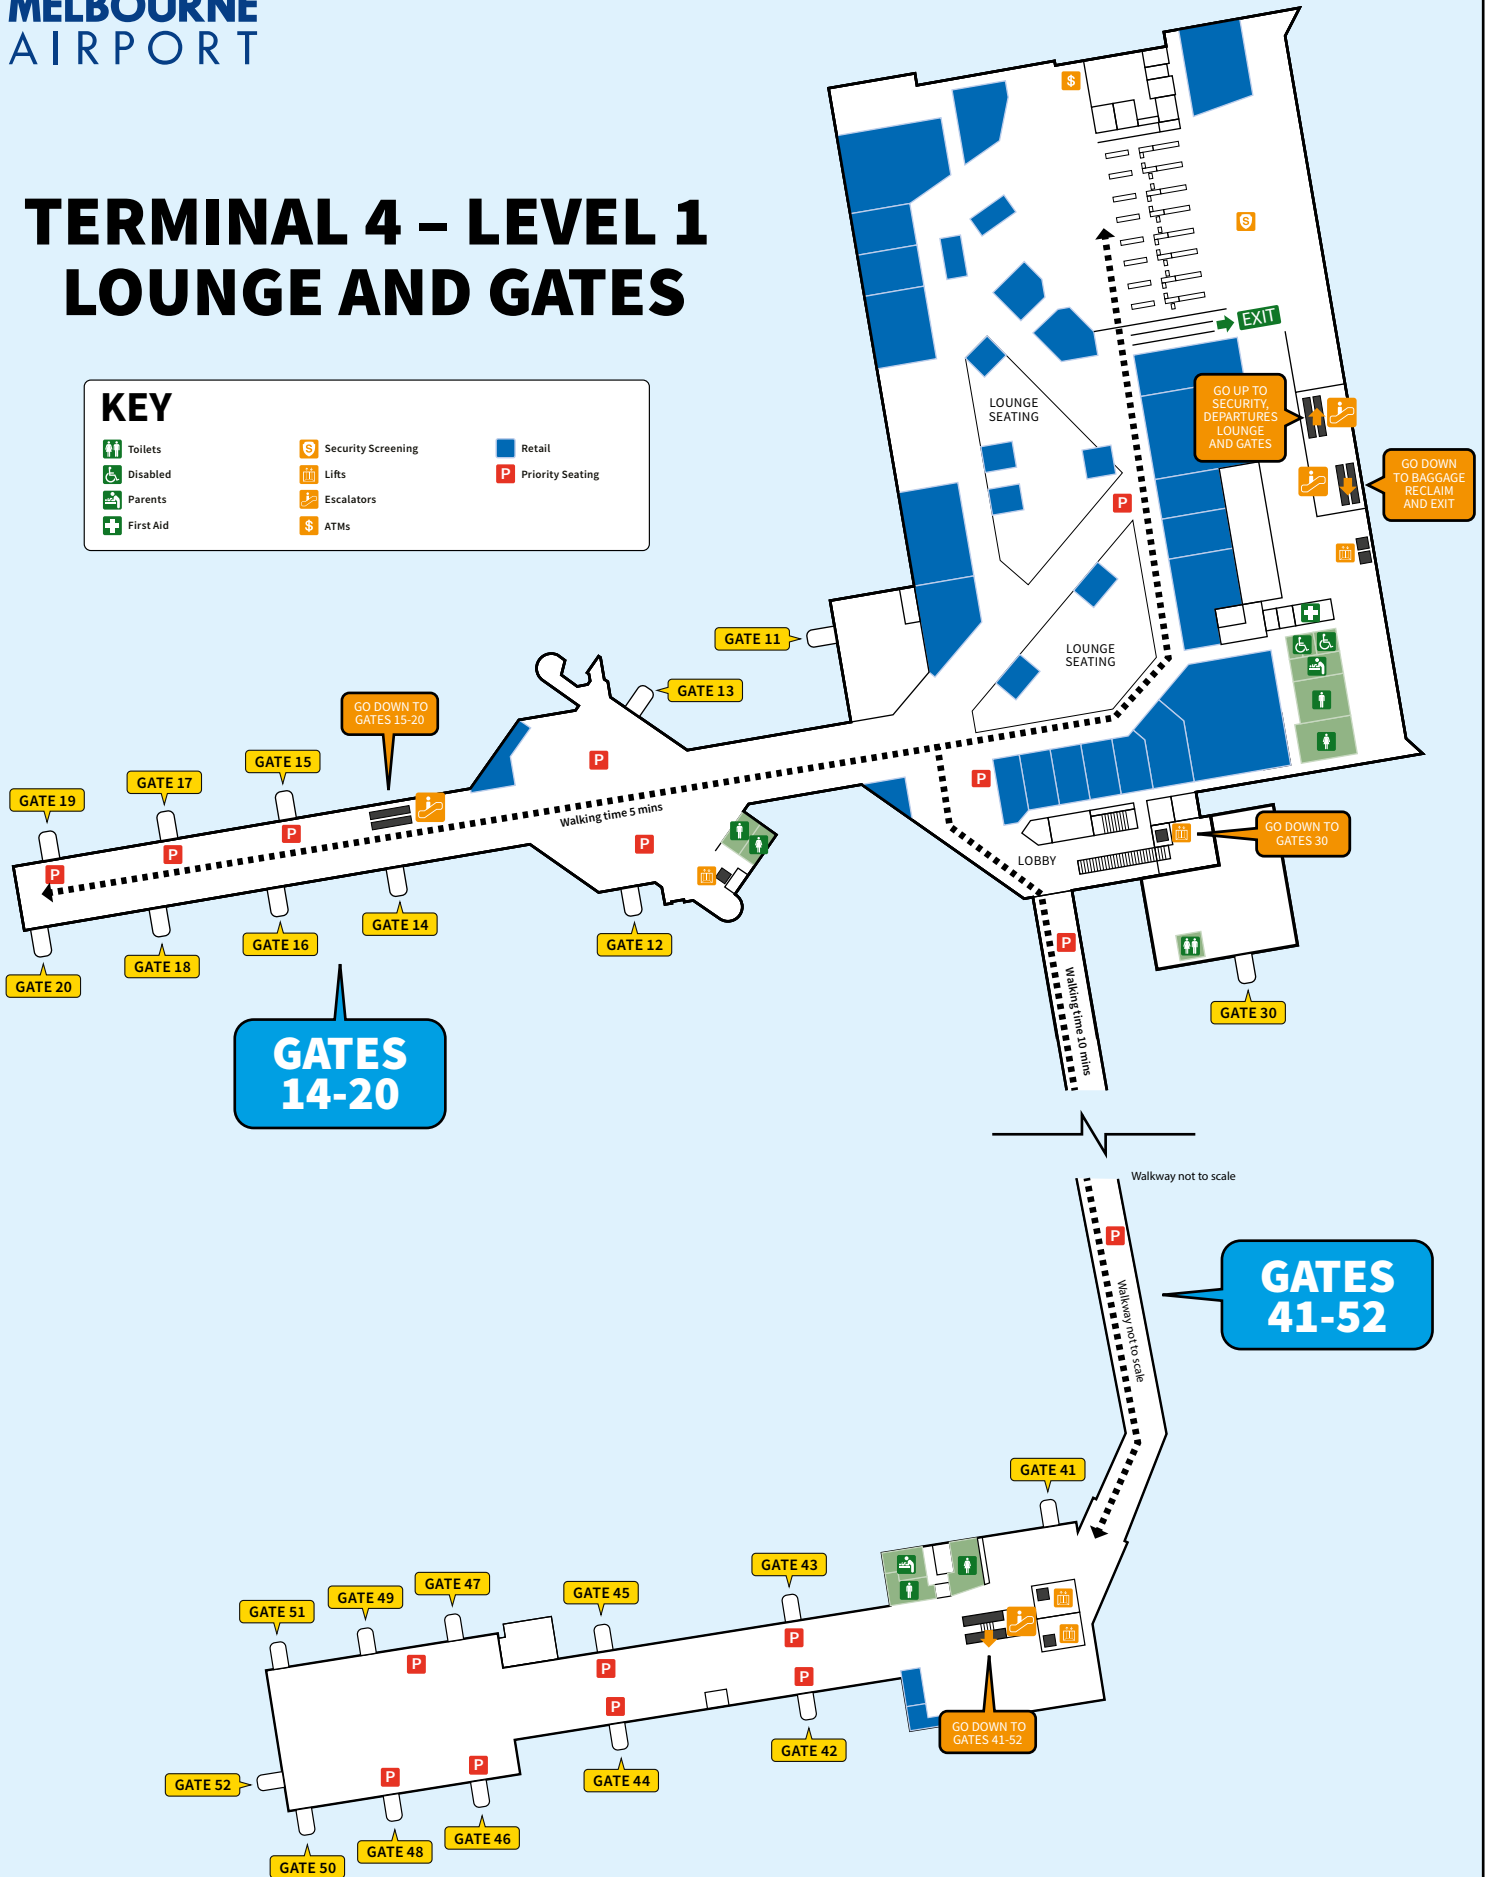 MELBOURNE
AIRPORT
TERMINAL 4 – LEVEL 1
LOUNGE AND GATES
KEY
Toilets
Disabled
Parents
First Aid
S Security Screening
Lifts
Escalators
$ ATMs
Retail
P Priority Seating
$
S
EXIT
GO UP TO
SECURITY,
DEPARTURES
LOUNGE
AND GATES
GO DOWN
TO BAGGAGE
RECLAIM
AND EXIT
LOUNGE
SEATING
P
LOUNGE
SEATING
GATE 11
GATE 13
GO DOWN TO
GATES 15-20
GATE 15
GATE 17
GATE 19
P
P
P
P
P
P
Walking time 5 mins
LOBBY
GO DOWN TO
GATES 30
GATE 14
GATE 12
GATE 16
GATE 18
GATE 20
GATE 30
P
Walking time 10 mins
GATES
14-20
Walkway not to scale
P
Walkway not to scale
GATES
41-52
GATE 41
GATE 43
GATE 45
GATE 47
GATE 49
GATE 51
P
P
P
P
P
P
P
GO DOWN TO
GATES 41-52
GATE 42
GATE 44
GATE 52
GATE 46
GATE 48
GATE 50